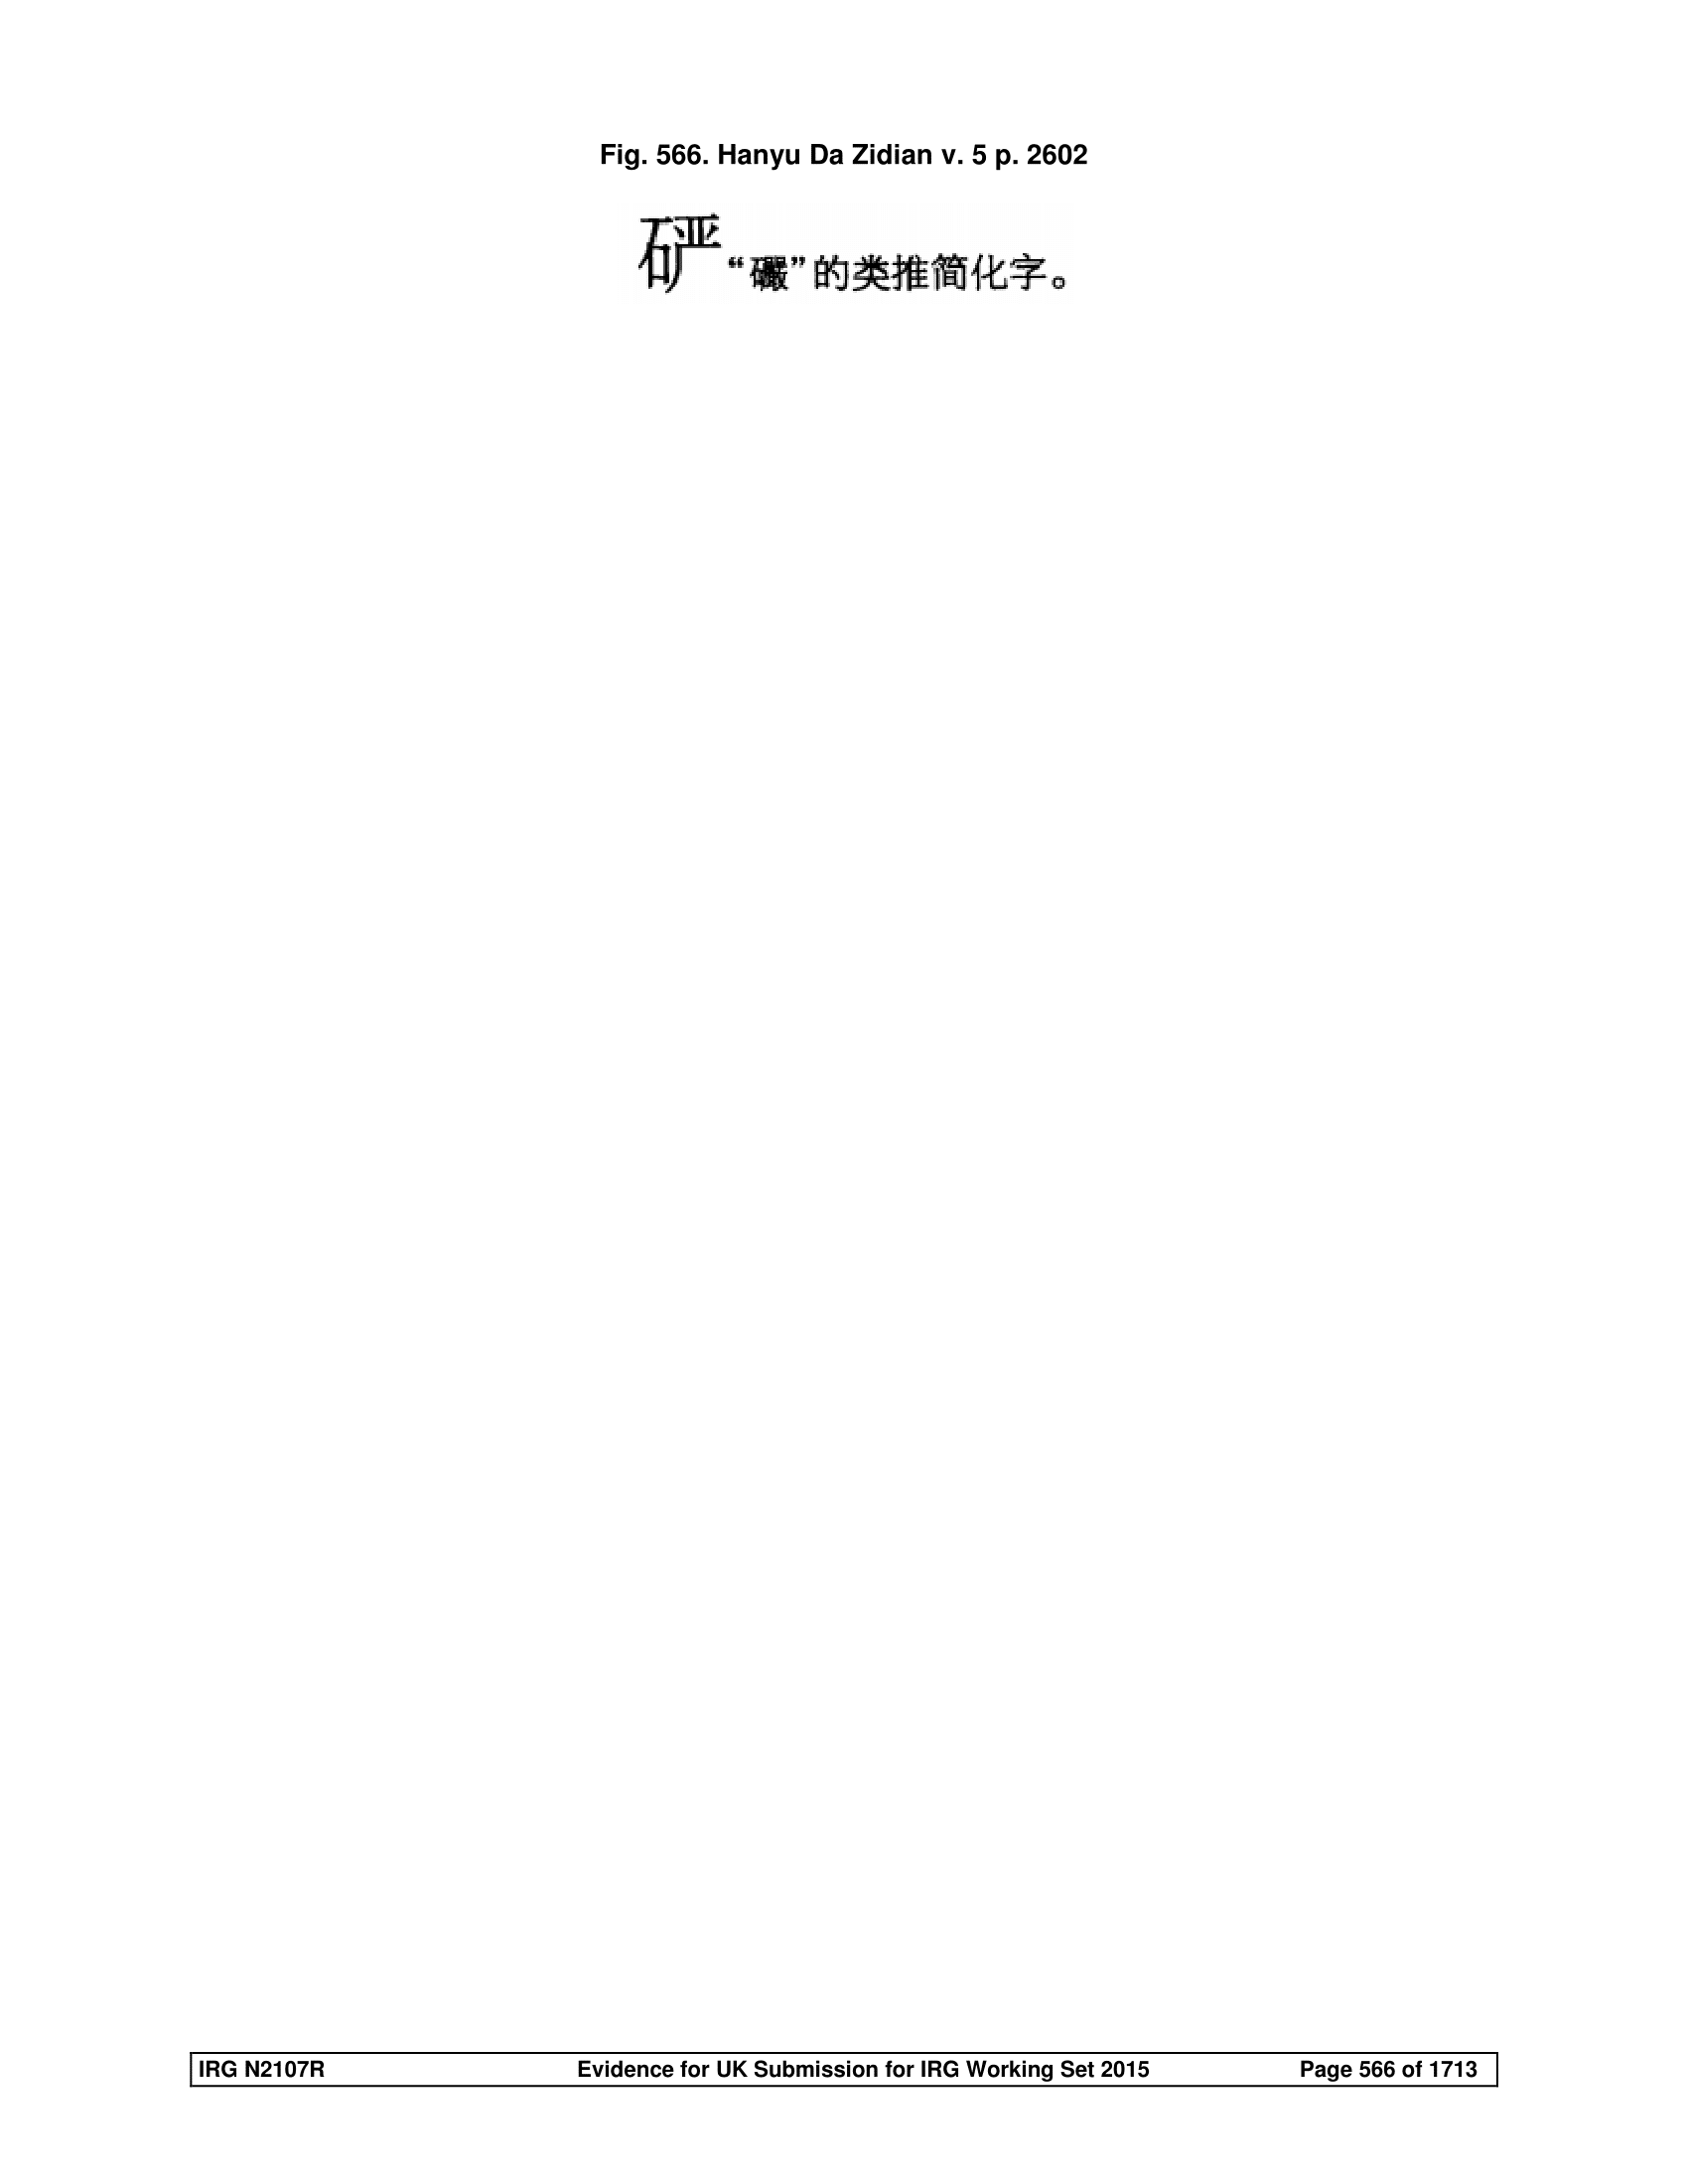 Fig. 566. Hanyu Da Zidian v. 5 p. 2602
“礹”的类推简化字。
IRG N2107R Evidence for UK Submission for IRG Working Set 2015 Page 566 of 1713